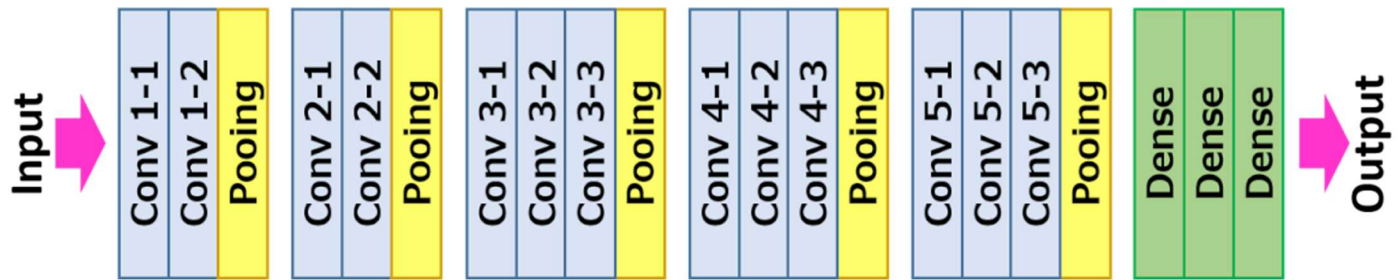 Input
Conv 1-1
Conv 1-2
Pooing
Conv 2-1
Conv 2-2
Pooing
Conv 3-1
Conv 3-2
Conv 3-3
Pooing
Conv 4-1
Conv 4-2
Conv 4-3
Pooing
Conv 5-1
Conv 5-2
Conv 5-3
Pooing
Dense
Dense
Dense
Output